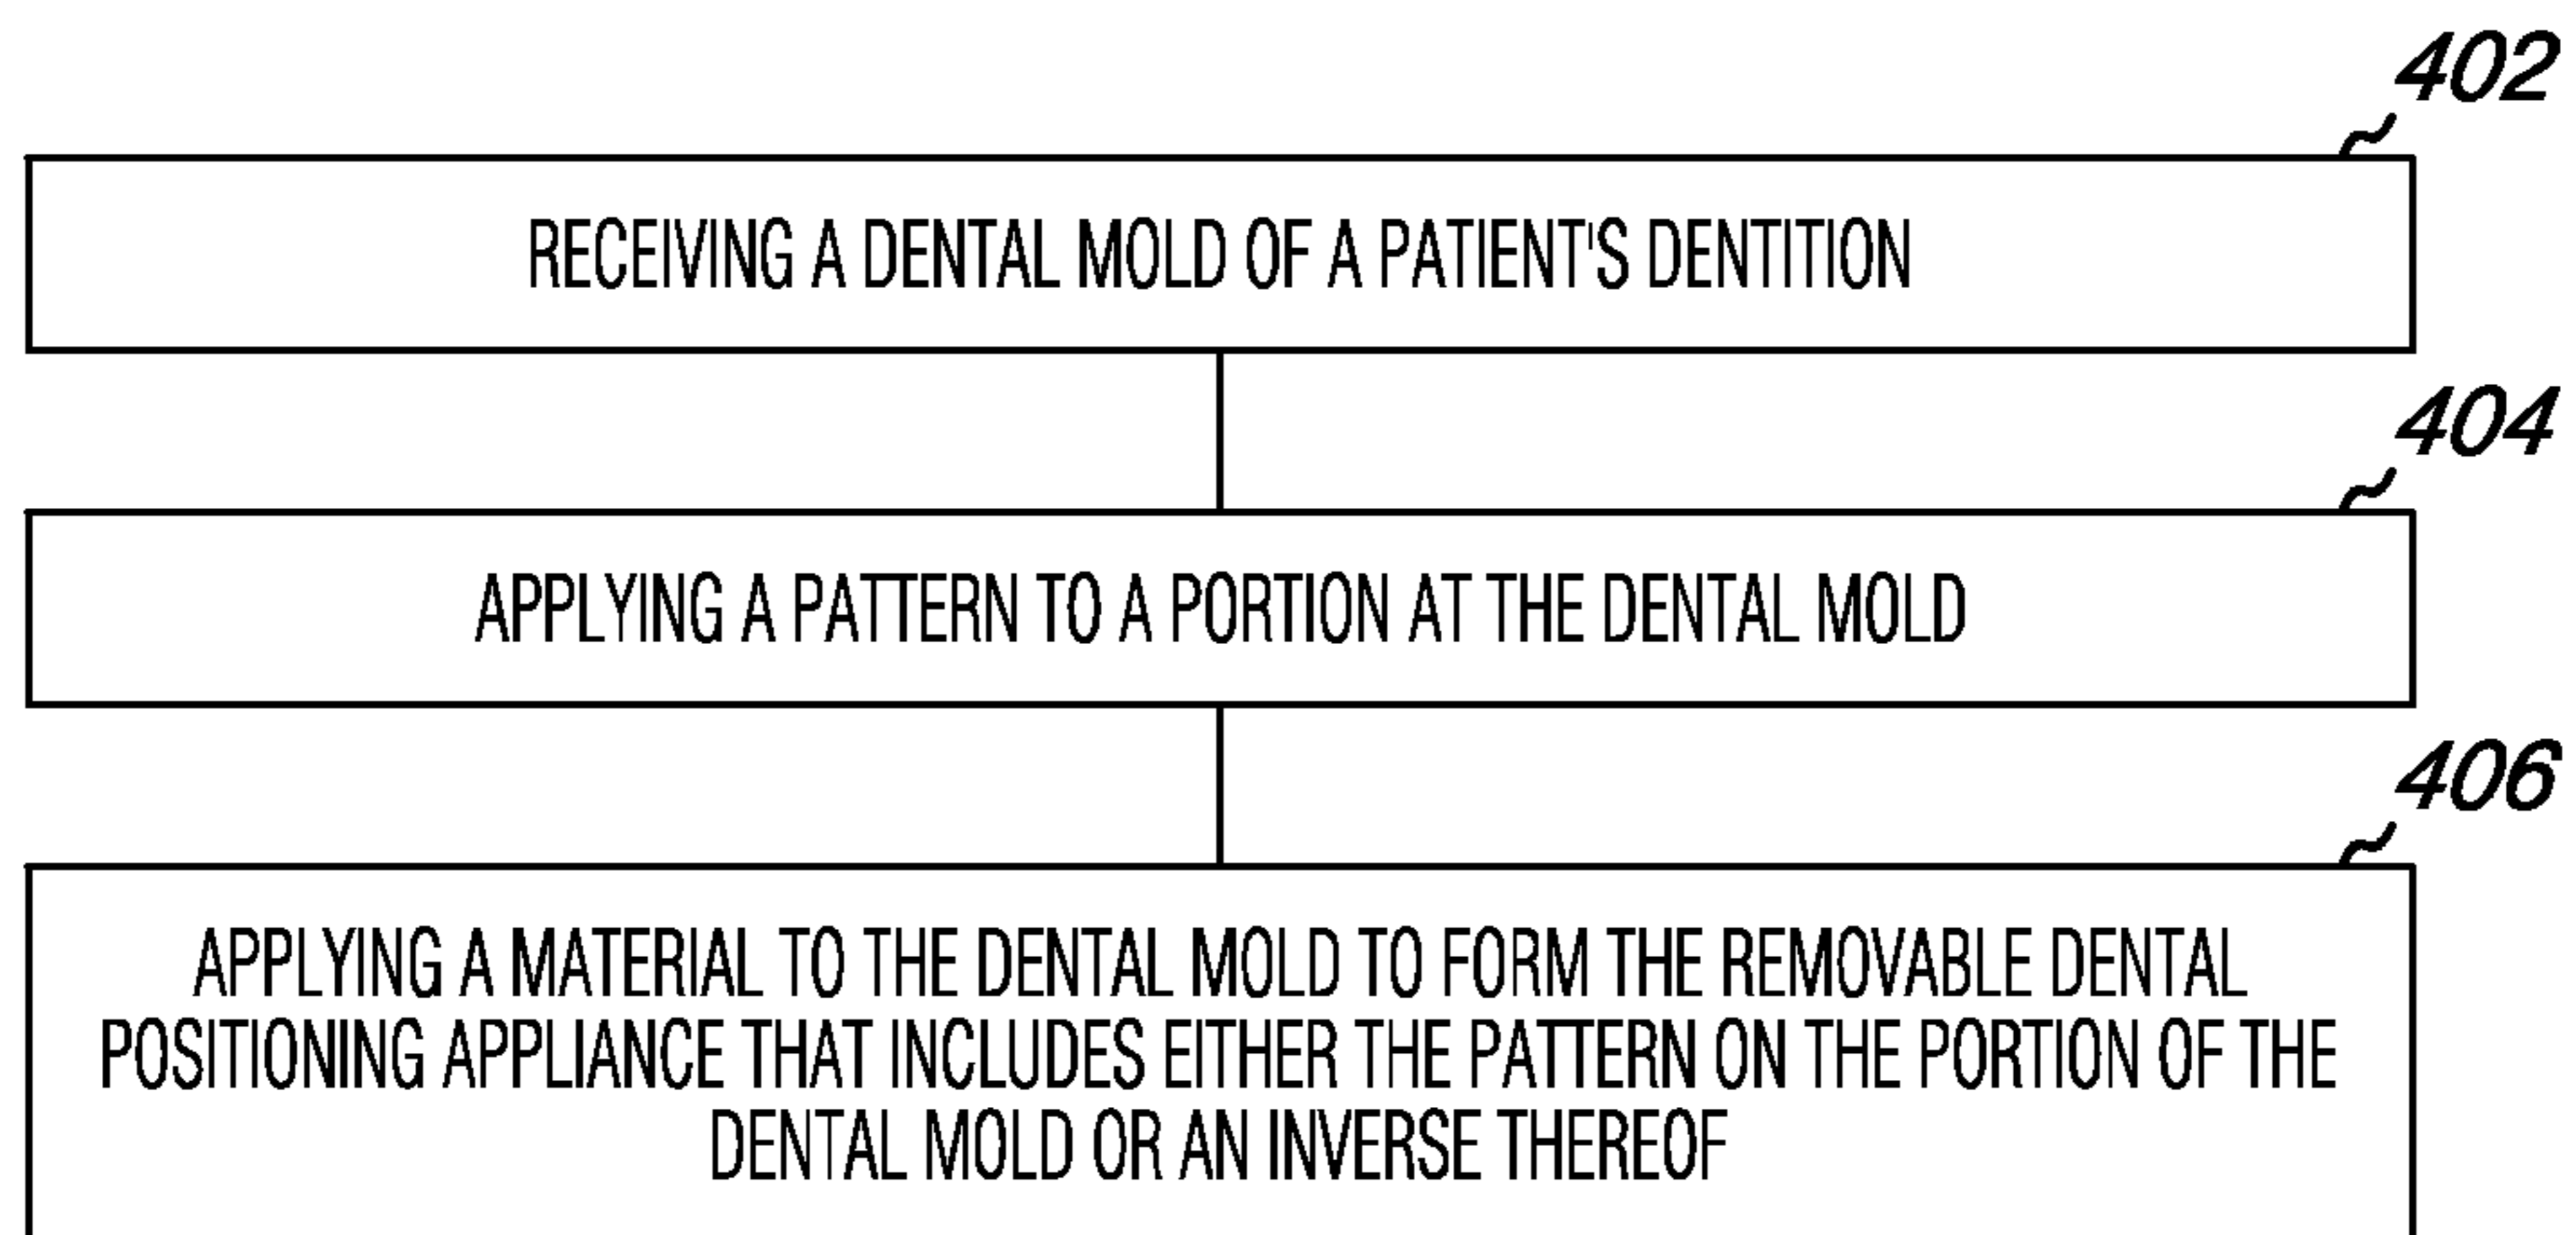 402
RECEIVING A DENTAL MOLD OF A PATIENT'S DENTITION
404
APPLYING A PATTERN TO A PORTION AT THE DENTAL MOLD
406
APPLYING A MATERIAL TO THE DENTAL MOLD TO FORM THE REMOVABLE DENTAL
POSITIONING APPLIANCE THAT INCLUDES EITHER THE PATTERN ON THE PORTION OF THE
DENTAL MOLD OR AN INVERSE THEREOF